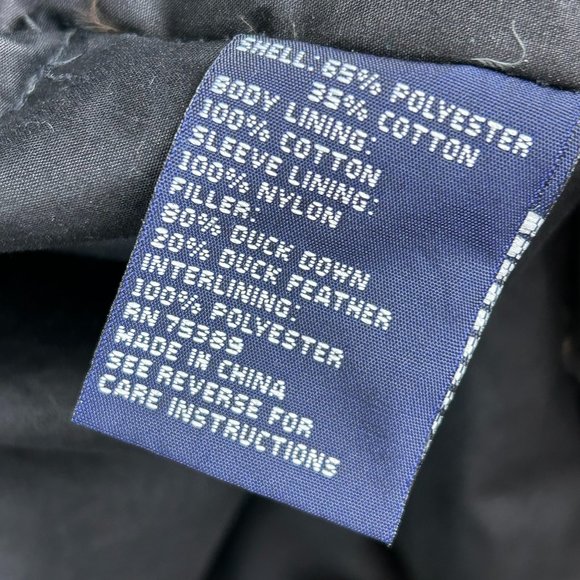 SHELL: 65% POLYESTER
35% COTTON
BODY LINING:
100% COTTON
SLEEVE LINING:
100% NYLON
FILLER:
80% DUCK DOWN
20% DUCK FEATHER
INTERLINING:
100% POLYESTER
RN 75389
MADE IN CHINA
SEE REVERSE FOR
CARE INSTRUCTIONS